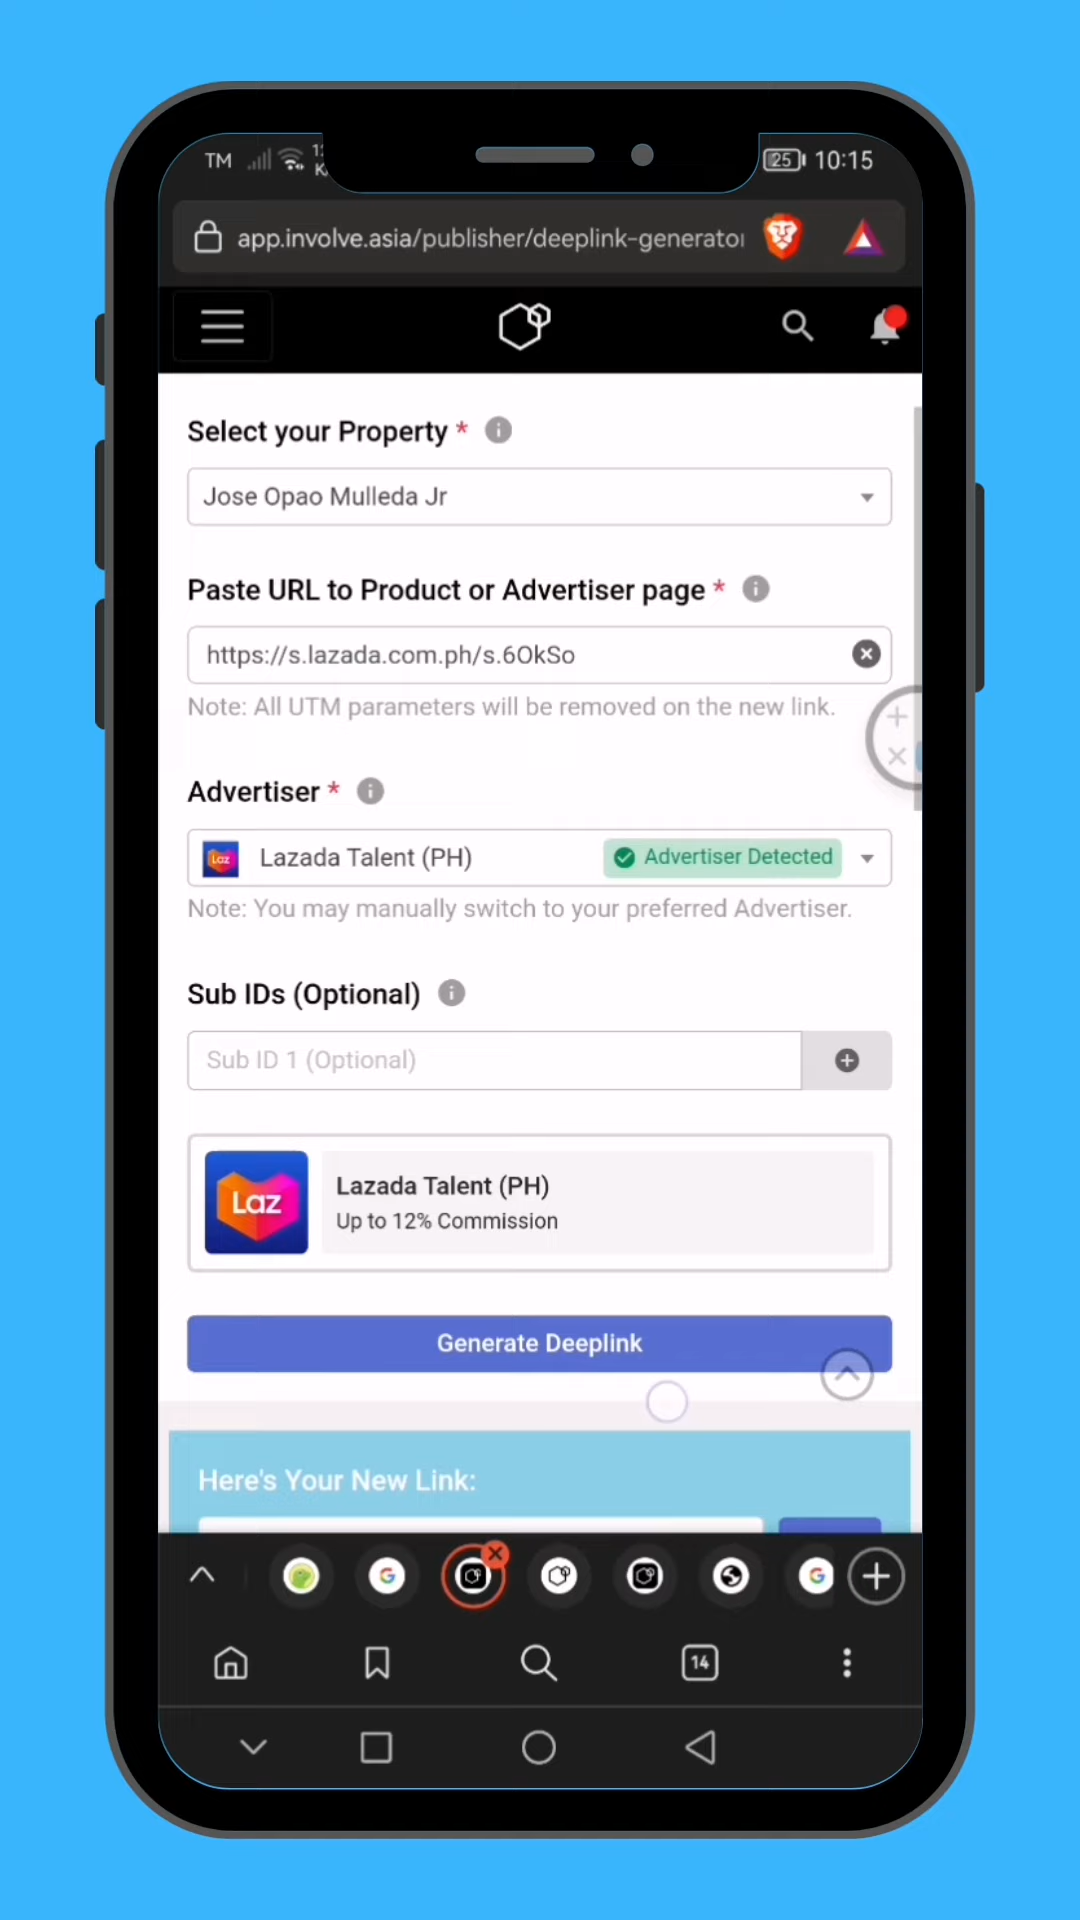 TM
25 10:15
app.involve.asia/publisher/deeplink-generator
Select your Property *
Jose Opao Mulleda Jr
Paste URL to Product or Advertiser page *
https://s.lazada.com.ph/s.6OkSo
Note: All UTM parameters will be removed on the new link.
Advertiser *
Laz Lazada Talent (PH) Advertiser Detected
Note: You may manually switch to your preferred Advertiser.
Sub IDs (Optional)
Sub ID 1 (Optional)
Laz
Lazada Talent (PH)
Up to 12% Commission
Generate Deeplink
Here's Your New Link:
14